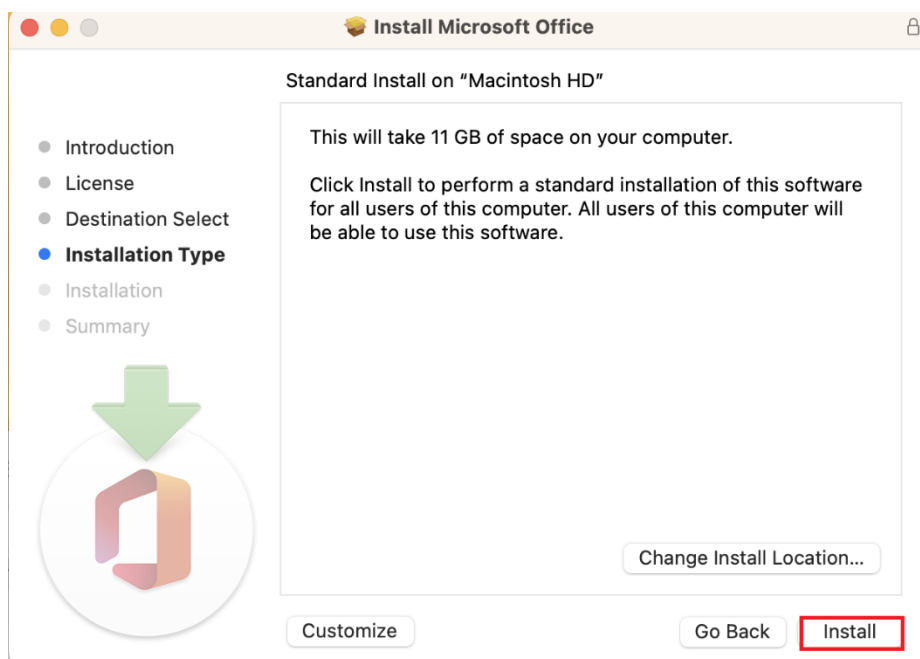 Install Microsoft Office
Standard Install on “Macintosh HD”
Introduction
License
Destination Select
Installation Type
Installation
Summary
This will take 11 GB of space on your computer.
Click Install to perform a standard installation of this software
for all users of this computer. All users of this computer will
be able to use this software.
Change Install Location...
Customize
Go Back
Install